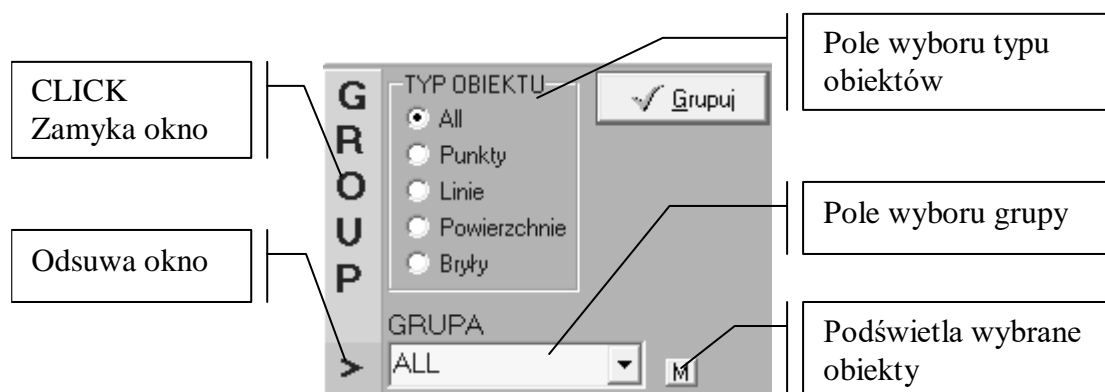 CLICK
Zamyka okno
Odsuwa okno
GROUP
>
TYP OBIEKTU
All
Punkty
Linie
Powierzchnie
Bryły
GRUPA
ALL
Grupuj
M
Pole wyboru typu
obiektów
Pole wyboru grupy
Podświetla wybrane
obiekty